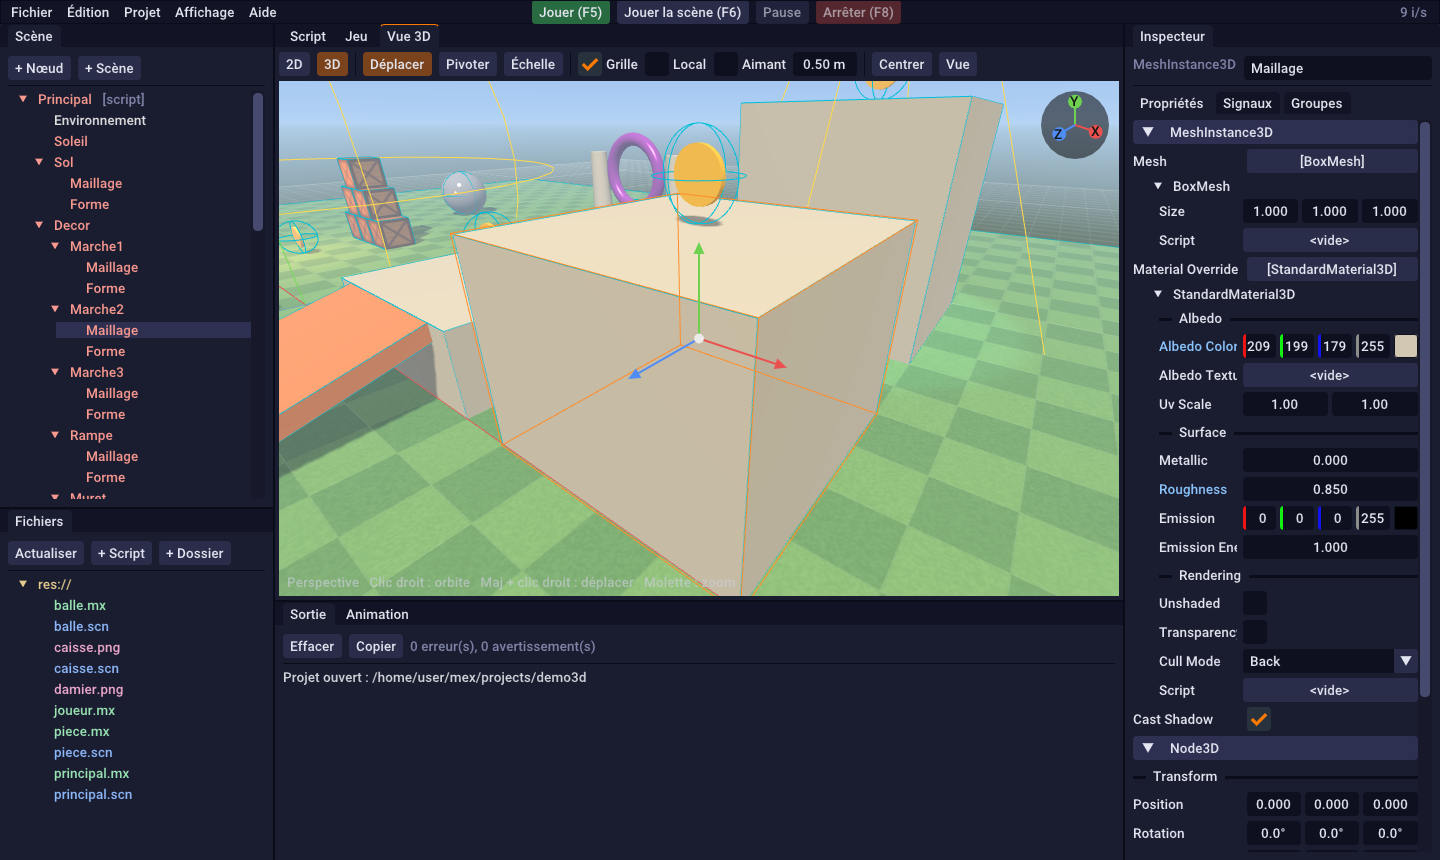 Fichier Édition Projet Affichage Aide
Jouer (F5) Jouer la scène (F6) Pause Arrêter (F8)
9 i/s
Scène
+ Nœud + Scène
Principal [script]
Environnement
Soleil
Sol
Maillage
Forme
Decor
Marche1
Maillage
Forme
Marche2
Maillage
Forme
Marche3
Maillage
Forme
Rampe
Maillage
Forme
Muret
Fichiers
Actualiser + Script + Dossier
res://
balle.mx
balle.scn
caisse.png
caisse.scn
damier.png
joueur.mx
piece.mx
piece.scn
principal.mx
principal.scn
Script Jeu Vue 3D
2D 3D Déplacer Pivoter Échelle Grille Local Aimant 0.50 m Centrer Vue
Y
Z X
Perspective Clic droit : orbite Maj + clic droit : déplacer Molette : zoom
Sortie Animation
Effacer Copier 0 erreur(s), 0 avertissement(s)
Projet ouvert : /home/user/mex/projects/demo3d
Inspecteur
MeshInstance3D Maillage
Propriétés Signaux Groupes
MeshInstance3D
Mesh [BoxMesh]
BoxMesh
Size 1.000 1.000 1.000
Script <vide>
Material Override [StandardMaterial3D]
StandardMaterial3D
Albedo
Albedo Color 209 199 179 255
Albedo Textu <vide>
Uv Scale 1.00 1.00
Surface
Metallic 0.000
Roughness 0.850
Emission 0 0 0 255
Emission Ene 1.000
Rendering
Unshaded
Transparency
Cull Mode Back
Script <vide>
Cast Shadow
Node3D
Transform
Position 0.000 0.000 0.000
Rotation 0.0° 0.0° 0.0°